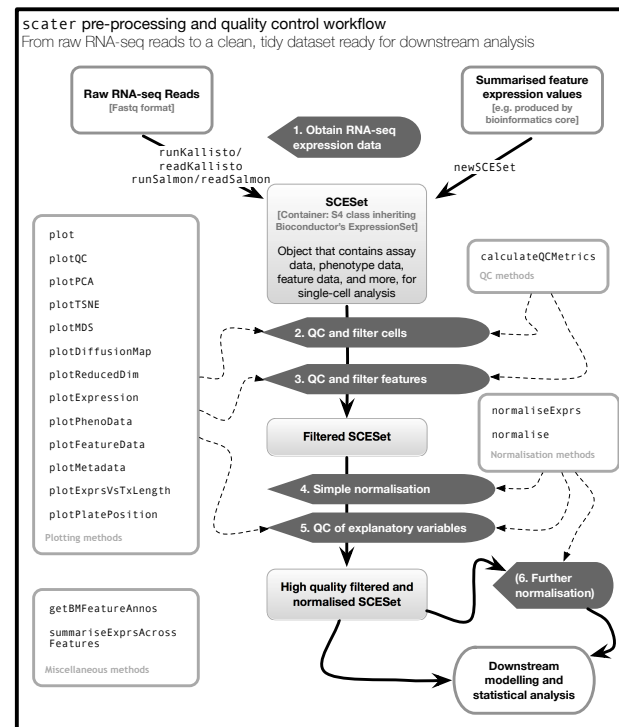 scater pre-processing and quality control workflow
From raw RNA-seq reads to a clean, tidy dataset ready for downstream analysis
Raw RNA-seq Reads
[Fastq format]
Summarised feature
expression values
[e.g. produced by
bioinformatics core]
1. Obtain RNA-seq
expression data
runKallisto/
readKallisto
runSalmon/readSalmon
newSCESet
SCESet
[Container: S4 class inheriting
Bioconductor's ExpressionSet]
Object that contains assay
data, phenotype data,
feature data, and more, for
single-cell analysis
plot
plotQC
plotPCA
plotTSNE
plotMDS
plotDiffusionMap
plotReducedDim
plotExpression
plotPhenoData
plotFeatureData
plotMetadata
plotExprsVsTxLength
plotPlatePosition
Plotting methods
calculateQCMetrics
QC methods
2. QC and filter cells
3. QC and filter features
Filtered SCESet
normaliseExprs
normalise
Normalisation methods
4. Simple normalisation
5. QC of explanatory variables
High quality filtered and
normalised SCESet
(6. Further
normalisation)
getBMFeatureAnnos
summariseExprsAcross
Features
Miscellaneous methods
Downstream
modelling and
statistical analysis